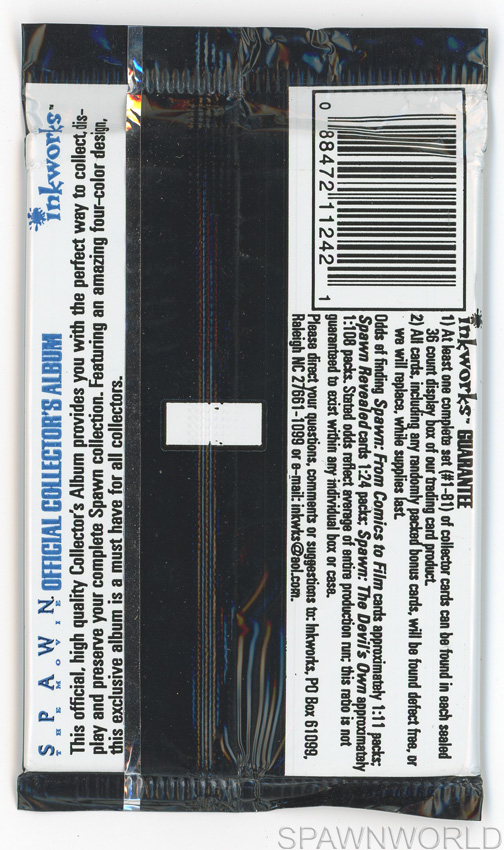 Inkworks™
S P A W N
THE MOVIE
OFFICIAL COLLECTOR'S ALBUM
This official, high quality Collector's Album provides you with the perfect way to collect, dis-
play and preserve your complete Spawn collection. Featuring an amazing four-color design,
this exclusive album is a must have for all collectors.
0 88472 11242 1
Inkworks™ GUARANTEE
1) At least one complete set (#1-81) of collector cards can be found in each sealed
36 count display box of our trading card product.
2) All cards, including any randomly packed bonus cards, will be found defect free, or
we will replace, while supplies last.
Odds of finding Spawn: From Comics to Film cards approximately 1:11 packs;
Spawn Revealed cards 1:24 packs; Spawn: The Devil's Own approximately
1:108 packs. Stated odds reflect average of entire production run; this ratio is not
guaranteed to exist within any individual box or case.
Please direct your questions, comments or suggestions to: Inkworks, PO Box 61099,
Raleigh NC 27661-1099 or e-mail: inkwks@aol.com.
SPAWNWORLD